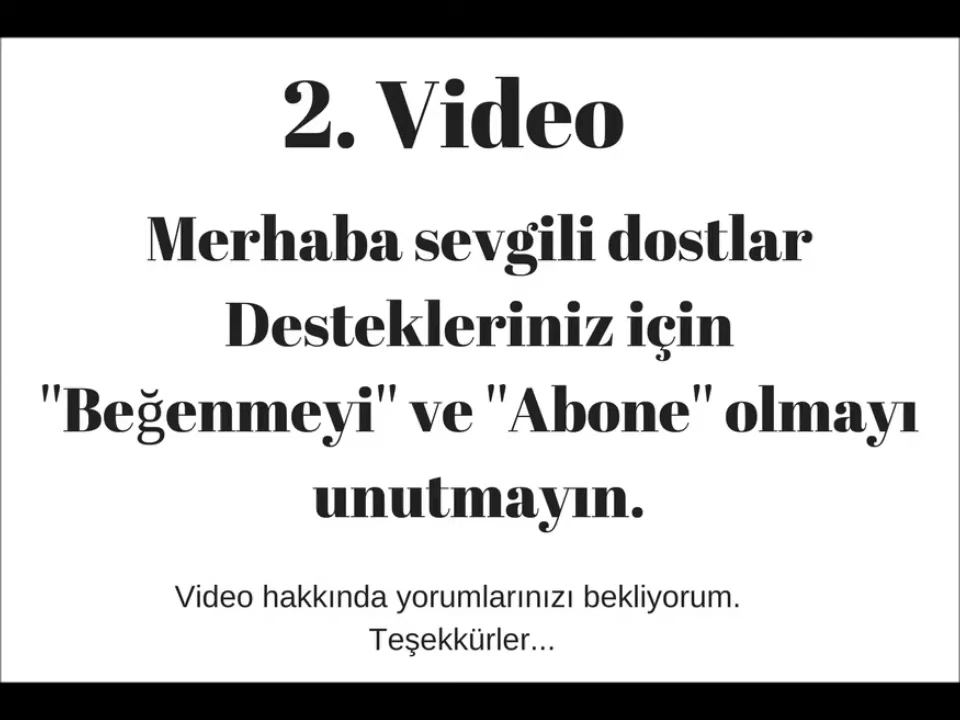 2. Video
Merhaba sevgili dostlar
Destekleriniz için
"Beğenmeyi" ve "Abone" olmayı
unutmayın.
Video hakkında yorumlarınızı bekliyorum.
Teşekkürler...